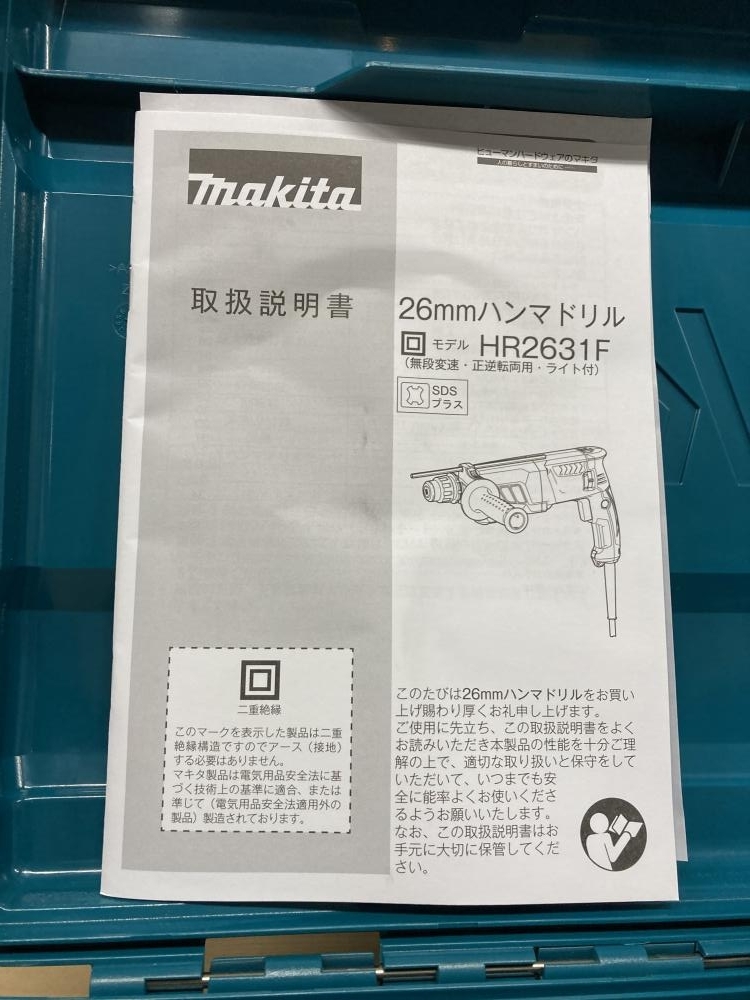 makita
ヒューマンハードウェアのマキタ
人の暮らしとすまいのために
取扱説明書
26mmハンマドリル
モデル HR2631F
(無段変速・正逆転両用・ライト付)
SDS
プラス
二重絶縁
このマークを表示した製品は二重
絶縁構造ですのでアース(接地)
する必要はありません。
マキタ製品は電気用品安全法に基
づく技術上の基準に適合、または
準じて(電気用品安全法適用外の
製品)製造されております。
このたびは26mmハンマドリルをお買い
上げ賜わり厚くお礼申し上げます。
ご使用に先立ち、この取扱説明書をよく
お読みいただき本製品の性能を十分ご理
解の上で、適切な取り扱いと保守をして
いただいて、いつまでも安
全に能率よくお使いくださ
るようお願いいたします。
なお、この取扱説明書はお
手元に大切に保管してくだ
さい。